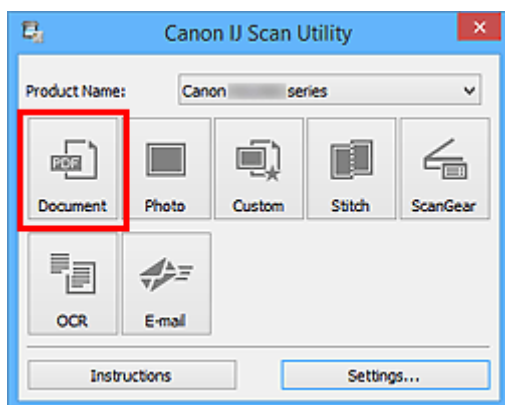 Canon IJ Scan Utility
Product Name: Canon series
PDF
Document Photo Custom Stitch ScanGear
OCR E-mail
Instructions Settings...